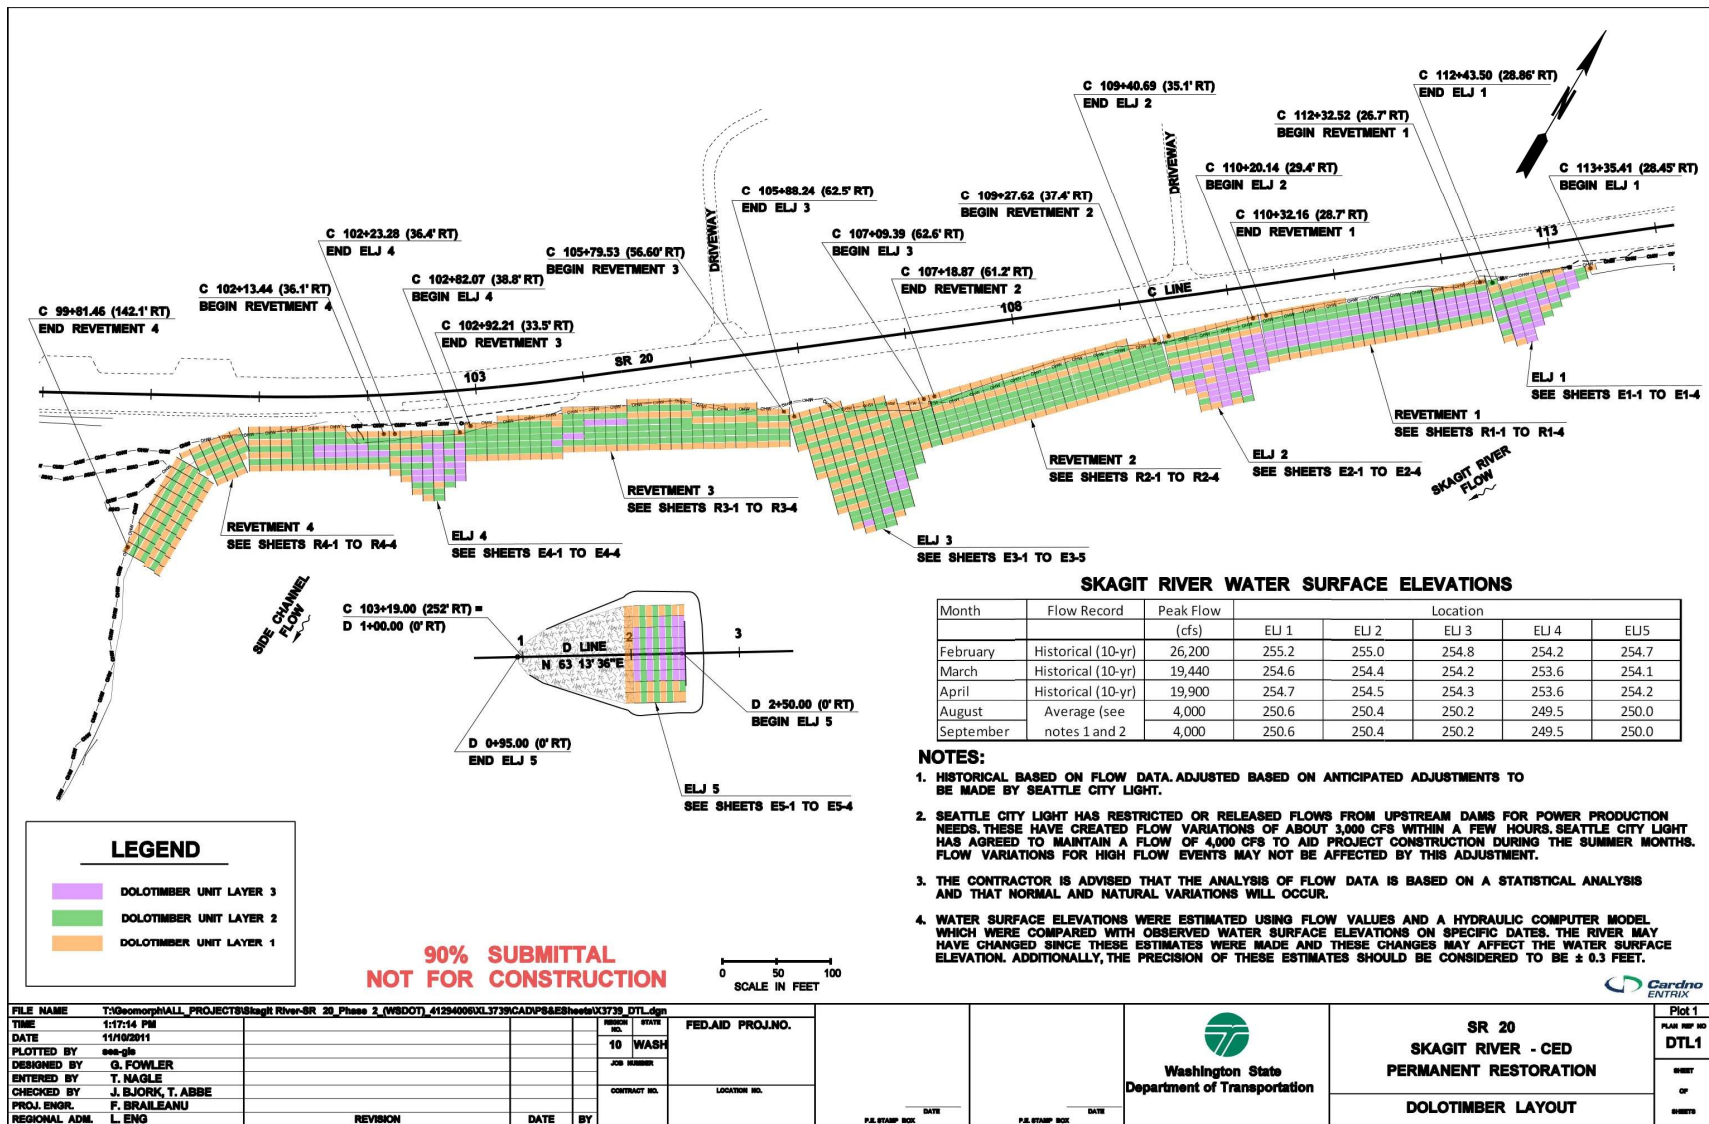 C 109+40.69 (35.1' RT)
END ELJ 2
C 112+43.50 (28.86' RT)
END ELJ 1
C 112+32.52 (26.7' RT)
BEGIN REVETMENT 1
N
DRIVEWAY
DRIVEWAY
C 110+20.14 (29.4' RT)
BEGIN ELJ 2
C 113+35.41 (28.45' RT)
BEGIN ELJ 1
C 105+88.24 (62.5' RT)
END ELJ 3
C 109+27.62 (37.4' RT)
BEGIN REVETMENT 2
C 110+32.16 (28.7' RT)
END REVETMENT 1
C 102+23.28 (36.4' RT)
END ELJ 4
C 105+79.53 (56.60' RT)
BEGIN REVETMENT 3
C 107+09.39 (62.6' RT)
BEGIN ELJ 3
C 107+18.87 (61.2' RT)
END REVETMENT 2
C 102+13.44 (36.1' RT)
BEGIN REVETMENT 4
C 102+82.07 (38.8' RT)
BEGIN ELJ 4
C 99+81.46 (142.1' RT)
END REVETMENT 4
C 102+92.21 (33.5' RT)
END REVETMENT 3
SR 20
103
108
C LINE
113
ELJ 1
SEE SHEETS E1-1 TO E1-4
REVETMENT 1
SEE SHEETS R1-1 TO R1-4
ELJ 2
SEE SHEETS E2-1 TO E2-4
SKAGIT RIVER
FLOW
REVETMENT 2
SEE SHEETS R2-1 TO R2-4
REVETMENT 3
SEE SHEETS R3-1 TO R3-4
REVETMENT 4
SEE SHEETS R4-1 TO R4-4
ELJ 4
SEE SHEETS E4-1 TO E4-4
ELJ 3
SEE SHEETS E3-1 TO E3-5
SIDE CHANNEL
FLOW
C 103+19.00 (252' RT) =
D 1+00.00 (0' RT)
1
2
3
D LINE
N 63 13' 36"E
D 2+50.00 (0' RT)
BEGIN ELJ 5
D 0+95.00 (0' RT)
END ELJ 5
ELJ 5
SEE SHEETS E5-1 TO E5-4
SKAGIT RIVER WATER SURFACE ELEVATIONS
Month Flow Record Peak Flow Location
(cfs) ELJ 1 ELJ 2 ELJ 3 ELJ 4 ELJ5
February Historical (10-yr) 26,200 255.2 255.0 254.8 254.2 254.7
March Historical (10-yr) 19,440 254.6 254.4 254.2 253.6 254.1
April Historical (10-yr) 19,900 254.7 254.5 254.3 253.6 254.2
August Average (see 4,000 250.6 250.4 250.2 249.5 250.0
September notes 1 and 2 4,000 250.6 250.4 250.2 249.5 250.0
NOTES:
1. HISTORICAL BASED ON FLOW DATA. ADJUSTED BASED ON ANTICIPATED ADJUSTMENTS TO
BE MADE BY SEATTLE CITY LIGHT.
2. SEATTLE CITY LIGHT HAS RESTRICTED OR RELEASED FLOWS FROM UPSTREAM DAMS FOR POWER PRODUCTION
NEEDS. THESE HAVE CREATED FLOW VARIATIONS OF ABOUT 3,000 CFS WITHIN A FEW HOURS. SEATTLE CITY LIGHT
HAS AGREED TO MAINTAIN A FLOW OF 4,000 CFS TO AID PROJECT CONSTRUCTION DURING THE SUMMER MONTHS.
FLOW VARIATIONS FOR HIGH FLOW EVENTS MAY NOT BE AFFECTED BY THIS ADJUSTMENT.
3. THE CONTRACTOR IS ADVISED THAT THE ANALYSIS OF FLOW DATA IS BASED ON A STATISTICAL ANALYSIS
AND THAT NORMAL AND NATURAL VARIATIONS WILL OCCUR.
4. WATER SURFACE ELEVATIONS WERE ESTIMATED USING FLOW VALUES AND A HYDRAULIC COMPUTER MODEL
WHICH WERE COMPARED WITH OBSERVED WATER SURFACE ELEVATIONS ON SPECIFIC DATES. THE RIVER MAY
HAVE CHANGED SINCE THESE ESTIMATES WERE MADE AND THESE CHANGES MAY AFFECT THE WATER SURFACE
ELEVATION. ADDITIONALLY, THE PRECISION OF THESE ESTIMATES SHOULD BE CONSIDERED TO BE ± 0.3 FEET.
LEGEND
DOLOTIMBER UNIT LAYER 3
DOLOTIMBER UNIT LAYER 2
DOLOTIMBER UNIT LAYER 1
90% SUBMITTAL
NOT FOR CONSTRUCTION
0 50 100
SCALE IN FEET
Cardno
ENTRIX
FILE NAME T:\Geomorph\ALL_PROJECTS\Skagit River-SR 20_Phase 2_(WSDOT)_41294006\XL3739\CAD\PS&ESheets\X3739_DTL.dgn
TIME 1:17:14 PM
DATE 11/10/2011
PLOTTED BY sea-gis
DESIGNED BY G. FOWLER
ENTERED BY T. NAGLE
CHECKED BY J. BJORK, T. ABBE
PROJ. ENGR. F. BRAILEANU
REGIONAL ADM. L. ENG
REVISION DATE BY
REGION NO. STATE
10 WASH
JOB NUMBER
CONTRACT NO.
FED.AID PROJ.NO.
LOCATION NO.
DATE
P.E. STAMP BOX
DATE
P.E. STAMP BOX
Washington State
Department of Transportation
SR 20
SKAGIT RIVER - CED
PERMANENT RESTORATION
DOLOTIMBER LAYOUT
Plot 1
PLAN REF NO
DTL1
SHEET
OF
SHEETS